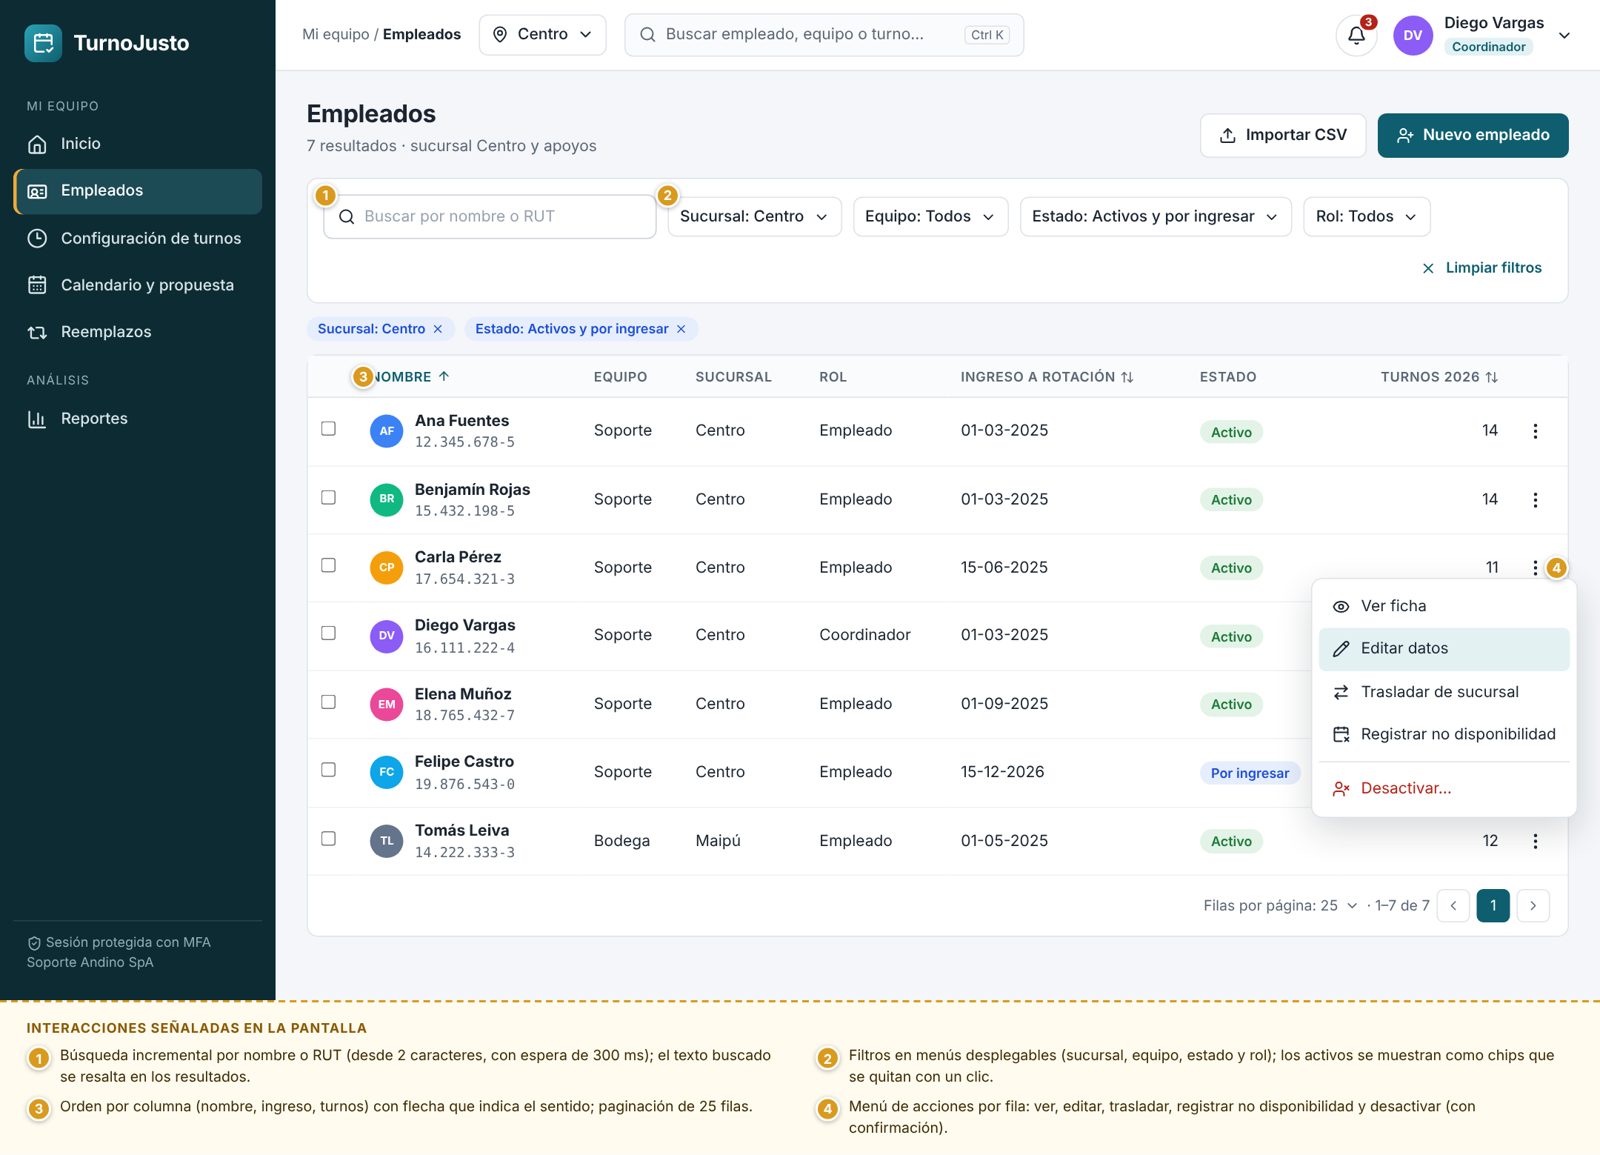 TurnoJusto
MI EQUIPO
Inicio
Empleados
Configuración de turnos
Calendario y propuesta
Reemplazos
ANÁLISIS
Reportes
Sesión protegida con MFA
Soporte Andino SpA
Mi equipo / Empleados
Centro
Buscar empleado, equipo o turno...
Ctrl K
3
DV
Diego Vargas
Coordinador
Empleados
7 resultados · sucursal Centro y apoyos
Importar CSV
Nuevo empleado
1
Buscar por nombre o RUT
2
Sucursal: Centro
Equipo: Todos
Estado: Activos y por ingresar
Rol: Todos
Limpiar filtros
Sucursal: Centro ×
Estado: Activos y por ingresar ×
3 NOMBRE ↑ EQUIPO SUCURSAL ROL INGRESO A ROTACIÓN ↑↓ ESTADO TURNOS 2026 ↑↓
AF Ana Fuentes Soporte Centro Empleado 01-03-2025 Activo 14
12.345.678-5
BR Benjamín Rojas Soporte Centro Empleado 01-03-2025 Activo 14
15.432.198-5
CP Carla Pérez Soporte Centro Empleado 15-06-2025 Activo 11
17.654.321-3
4
DV Diego Vargas Soporte Centro Coordinador 01-03-2025 Activo
16.111.222-4
EM Elena Muñoz Soporte Centro Empleado 01-09-2025 Activo
18.765.432-7
FC Felipe Castro Soporte Centro Empleado 15-12-2026 Por ingresar
19.876.543-0
TL Tomás Leiva Bodega Maipú Empleado 01-05-2025 Activo 12
14.222.333-3
Ver ficha
Editar datos
Trasladar de sucursal
Registrar no disponibilidad
Desactivar...
Filas por página: 25 · 1–7 de 7 1
INTERACCIONES SEÑALADAS EN LA PANTALLA
1 Búsqueda incremental por nombre o RUT (desde 2 caracteres, con espera de 300 ms); el texto buscado
se resalta en los resultados.
2 Filtros en menús desplegables (sucursal, equipo, estado y rol); los activos se muestran como chips que
se quitan con un clic.
3 Orden por columna (nombre, ingreso, turnos) con flecha que indica el sentido; paginación de 25 filas.
4 Menú de acciones por fila: ver, editar, trasladar, registrar no disponibilidad y desactivar (con
confirmación).